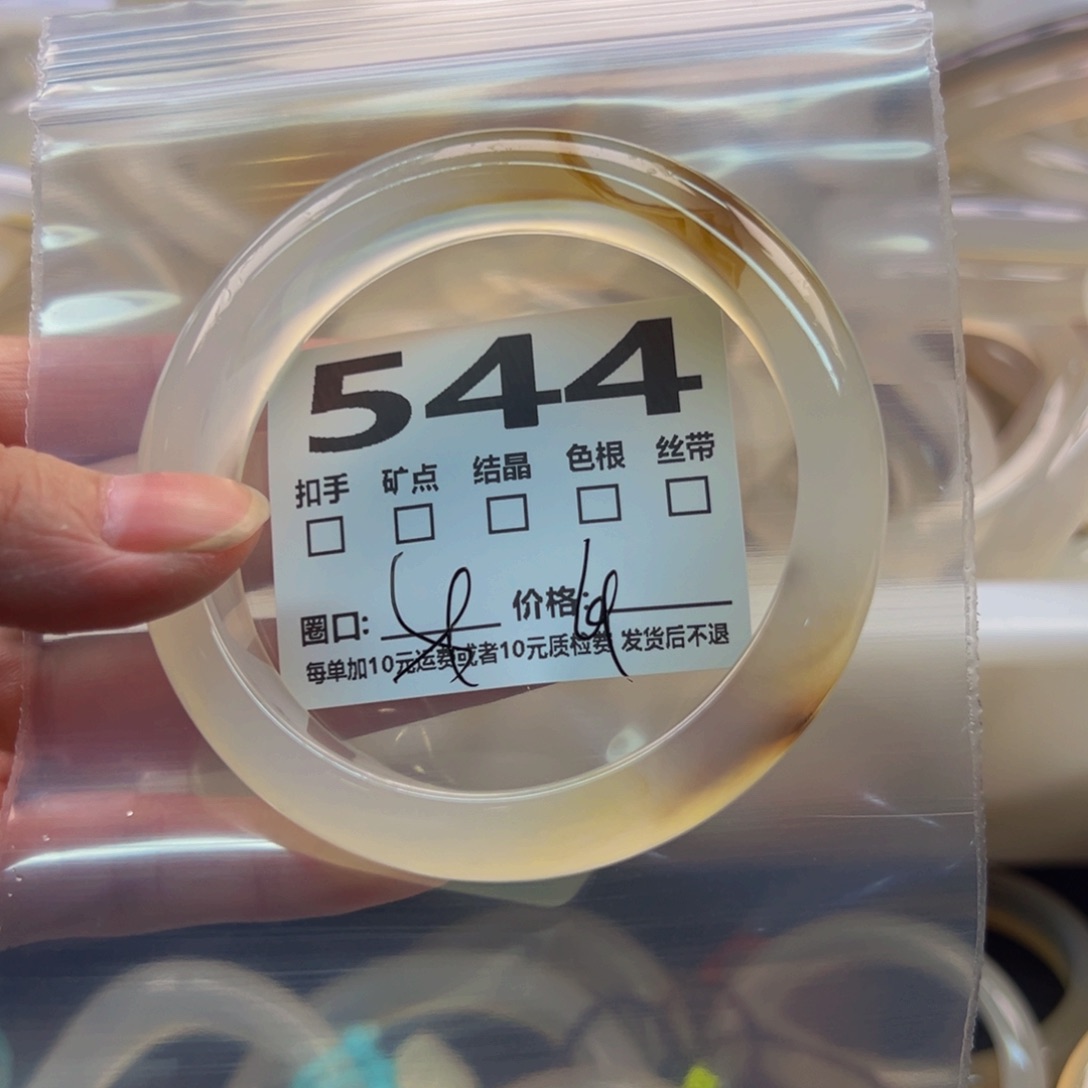 544
扣手 矿点 结晶 色根 丝带
圈口: 价格:
每单加10元运费或者10元质检费 发货后不退